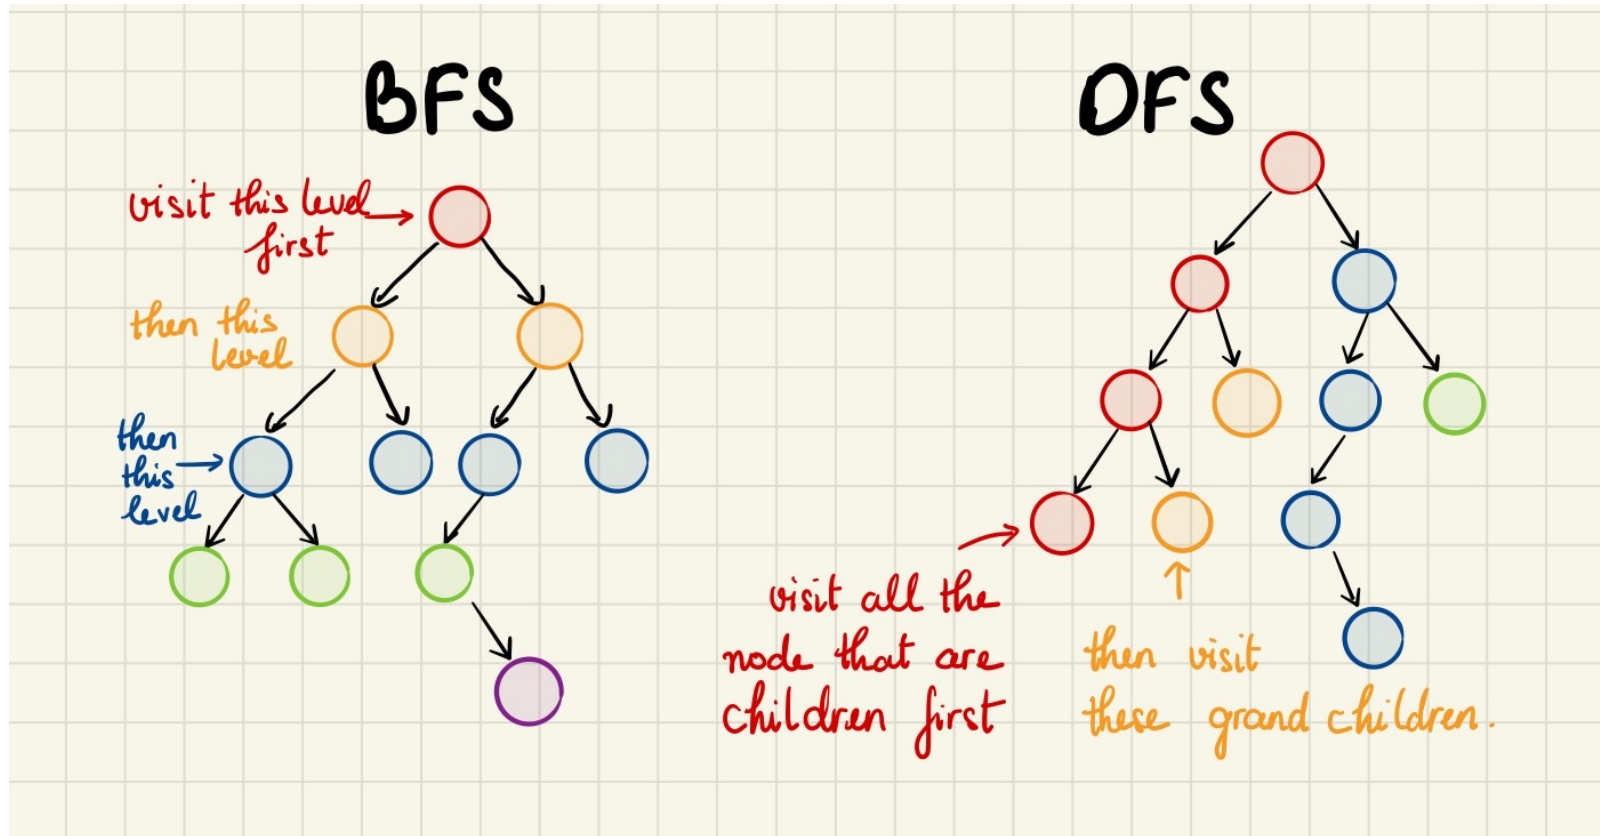 BFS
visit this level
first
then this
level
then
this
level
DFS
visit all the
node that are
children first
then visit
these grand children.